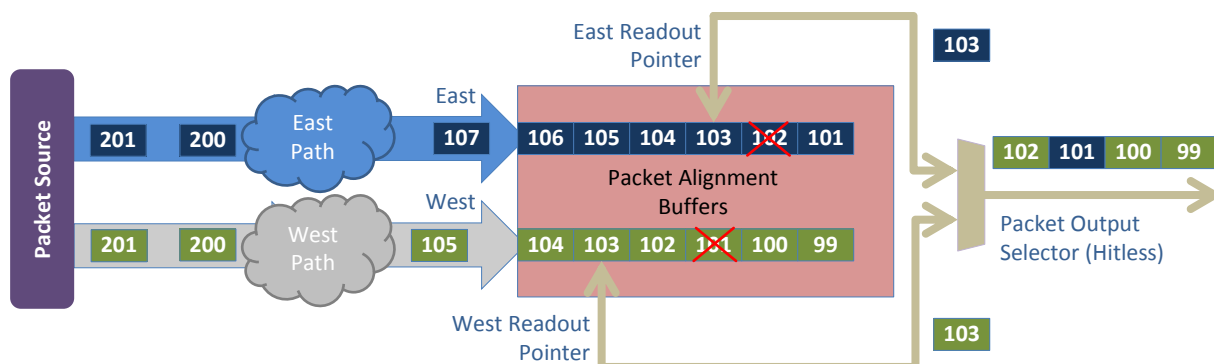 East Readout
Pointer
103
Packet Source
East
201 200
East
Path
107
106 105 104 103 102 101
102 101 100 99
Packet Alignment
Buffers
West
201 200
West
Path
105
104 103 102 101 100 99
Packet Output
Selector (Hitless)
West Readout
Pointer
103